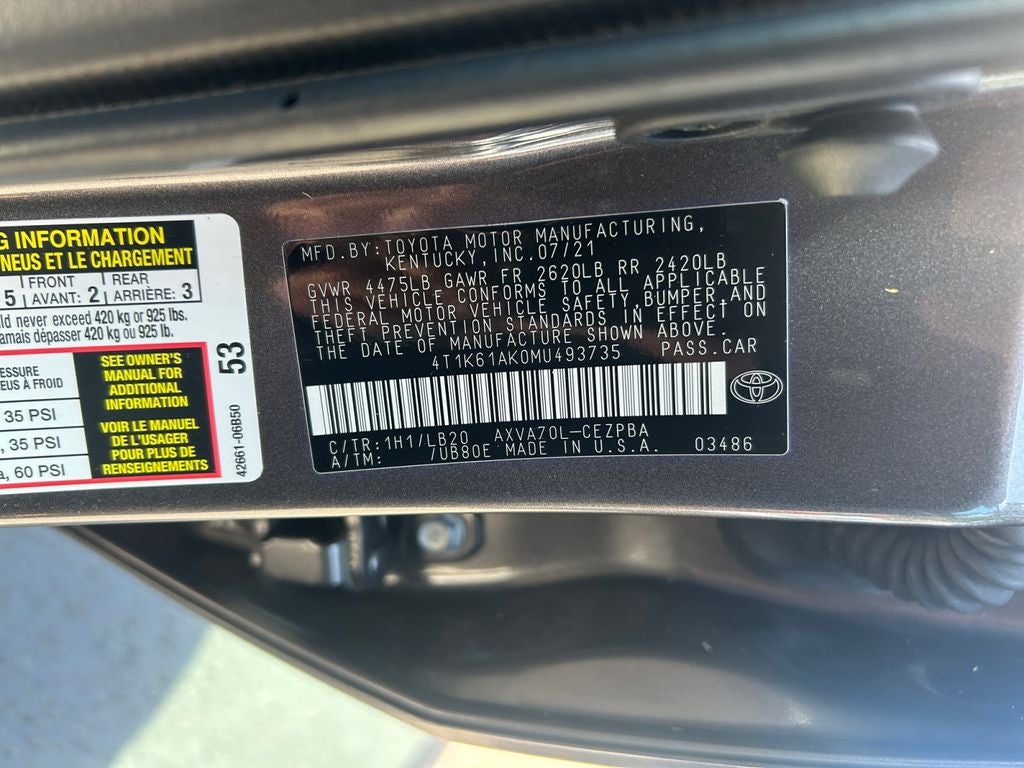 G INFORMATION
NEUS ET LE CHARGEMENT
5 FRONT AVANT: 2 REAR ARRIÈRE: 3
ld never exceed 420 kg or 925 lbs.
amais dépasser 420 kg ou 925 lb.
ESSURE
EUS À FROID
35 PSI
, 35 PSI
a, 60 PSI
SEE OWNER'S
MANUAL FOR
ADDITIONAL
INFORMATION
VOIR LE MANUEL
DE L'USAGER
POUR PLUS DE
RENSEIGNEMENTS
53
42661-06B50
MFD.BY:TOYOTA MOTOR MANUFACTURING,
KENTUCKY,INC.07/21
GVWR 4475LB GAWR FR 2620LB RR 2420LB
THIS VEHICLE CONFORMS TO ALL APPLICABLE
FEDERAL MOTOR VEHICLE SAFETY,BUMPER,AND
THEFT PREVENTION STANDARDS IN EFFECT ON
THE DATE OF MANUFACTURE SHOWN ABOVE.
4T1K61AK0MU493735 PASS.CAR
C/TR:1H1/LB20 AXVA70L-CEZPBA
A/TM: 7UB80E MADE IN U.S.A. 03486